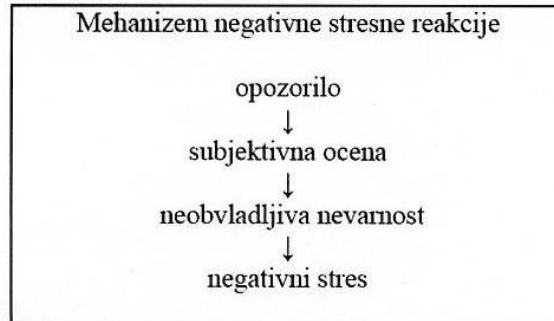 Mehanizem negativne stresne reakcije
opozorilo
↓
subjektivna ocena
↓
neobvladljiva nevarnost
↓
negativni stres